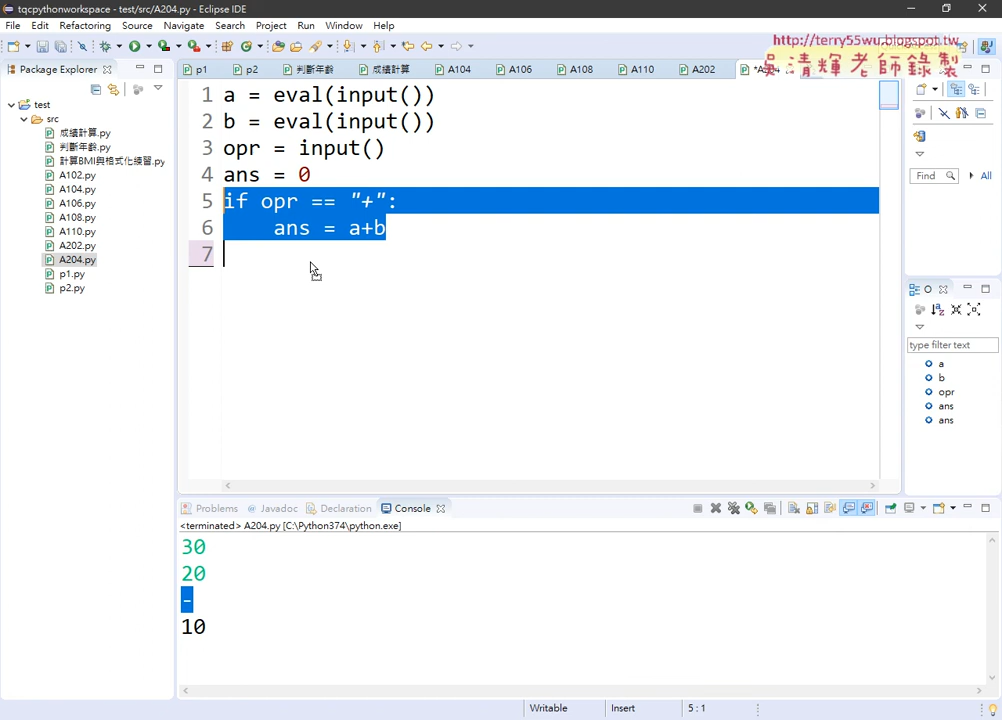 tqcpythonworkspace - test/src/A204.py - Eclipse IDE
File Edit Refactoring Source Navigate Search Project Run Window Help
http://terry55wu.blogspot.tw
吳清輝老師錄製
Package Explorer
p1 p2 判斷年齡 成績計算 A104 A106 A108 A110 A202
test
src
成績計算.py
判斷年齡.py
計算BMI與格式化練習.py
A102.py
A104.py
A106.py
A108.py
A110.py
A202.py
A204.py
p1.py
p2.py
1 a = eval(input())
2 b = eval(input())
3 opr = input()
4 ans = 0
5 if opr == "+":
6 ans = a+b
7
Find All
O
type filter text
a
b
opr
ans
ans
Problems Javadoc Declaration Console
<terminated> A204.py [C:\Python374\python.exe]
30
20
-
10
Writable Insert 5 : 1